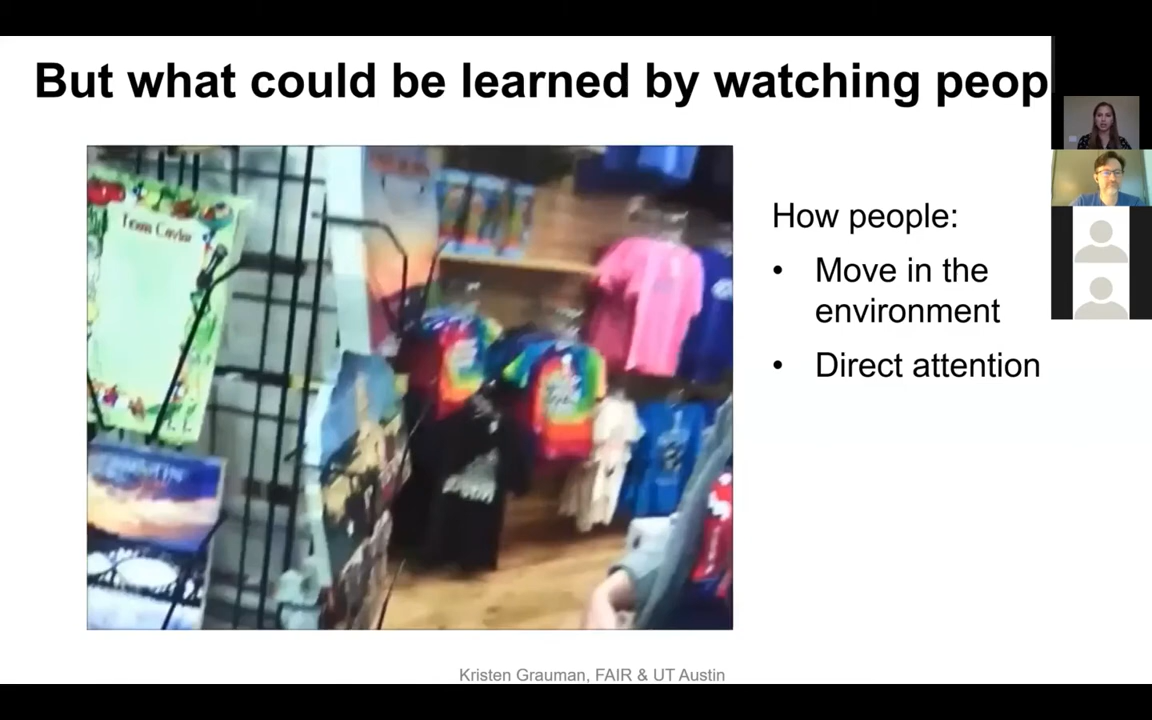 But what could be learned by watching peop
How people:
• Move in the
environment
• Direct attention
Kristen Grauman, FAIR & UT Austin